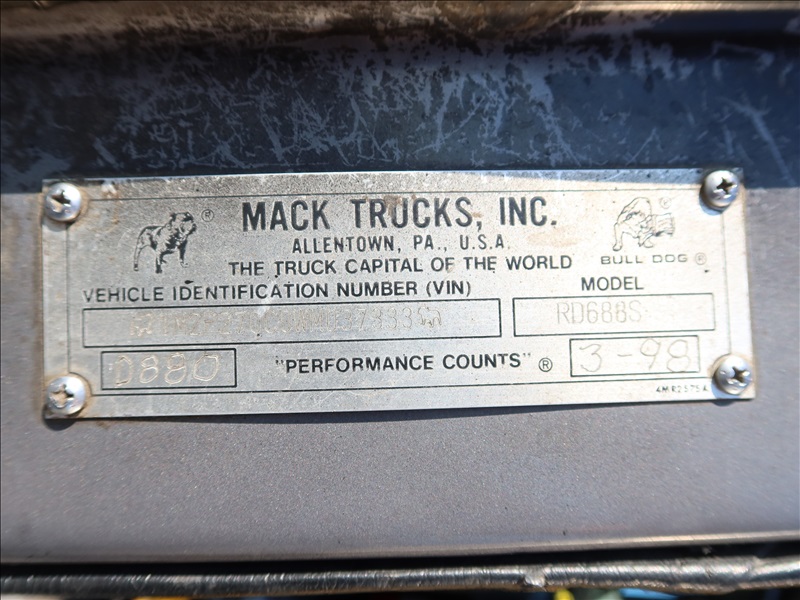 ® MACK TRUCKS, INC.
ALLENTOWN, PA., U.S.A.
THE TRUCK CAPITAL OF THE WORLD
BULL DOG ®
VEHICLE IDENTIFICATION NUMBER (VIN)
MODEL
RD688S
0880
"PERFORMANCE COUNTS" ®
3-98